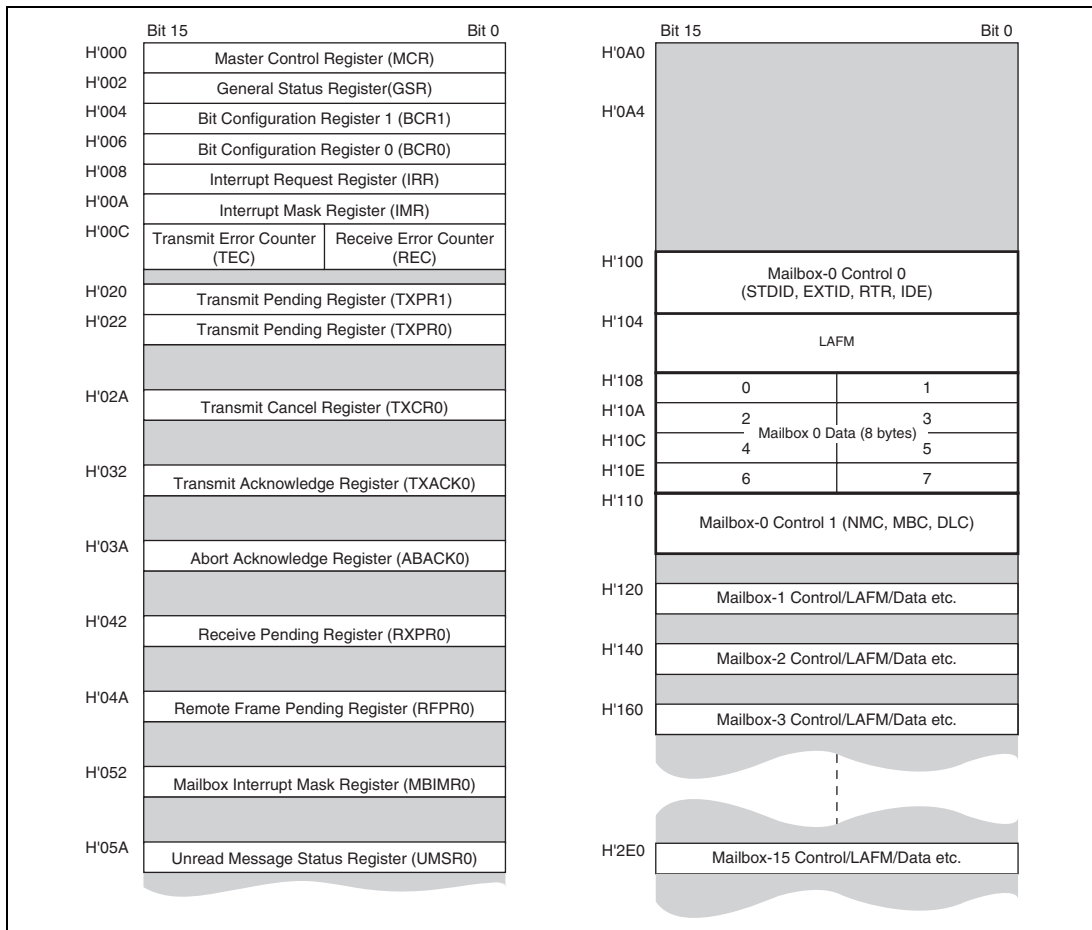 Bit 15 Bit 0
H'000 Master Control Register (MCR)
H'002 General Status Register(GSR)
H'004 Bit Configuration Register 1 (BCR1)
H'006 Bit Configuration Register 0 (BCR0)
H'008 Interrupt Request Register (IRR)
H'00A Interrupt Mask Register (IMR)
H'00C Transmit Error Counter (TEC) Receive Error Counter (REC)
H'020 Transmit Pending Register (TXPR1)
H'022 Transmit Pending Register (TXPR0)
H'02A Transmit Cancel Register (TXCR0)
H'032 Transmit Acknowledge Register (TXACK0)
H'03A Abort Acknowledge Register (ABACK0)
H'042 Receive Pending Register (RXPR0)
H'04A Remote Frame Pending Register (RFPR0)
H'052 Mailbox Interrupt Mask Register (MBIMR0)
H'05A Unread Message Status Register (UMSR0)
Bit 15 Bit 0
H'0A0
H'0A4
H'100 Mailbox-0 Control 0
(STDID, EXTID, RTR, IDE)
H'104 LAFM
H'108 0 1
H'10A 2 3
Mailbox 0 Data (8 bytes)
H'10C 4 5
H'10E 6 7
H'110 Mailbox-0 Control 1 (NMC, MBC, DLC)
H'120 Mailbox-1 Control/LAFM/Data etc.
H'140 Mailbox-2 Control/LAFM/Data etc.
H'160 Mailbox-3 Control/LAFM/Data etc.
H'2E0 Mailbox-15 Control/LAFM/Data etc.